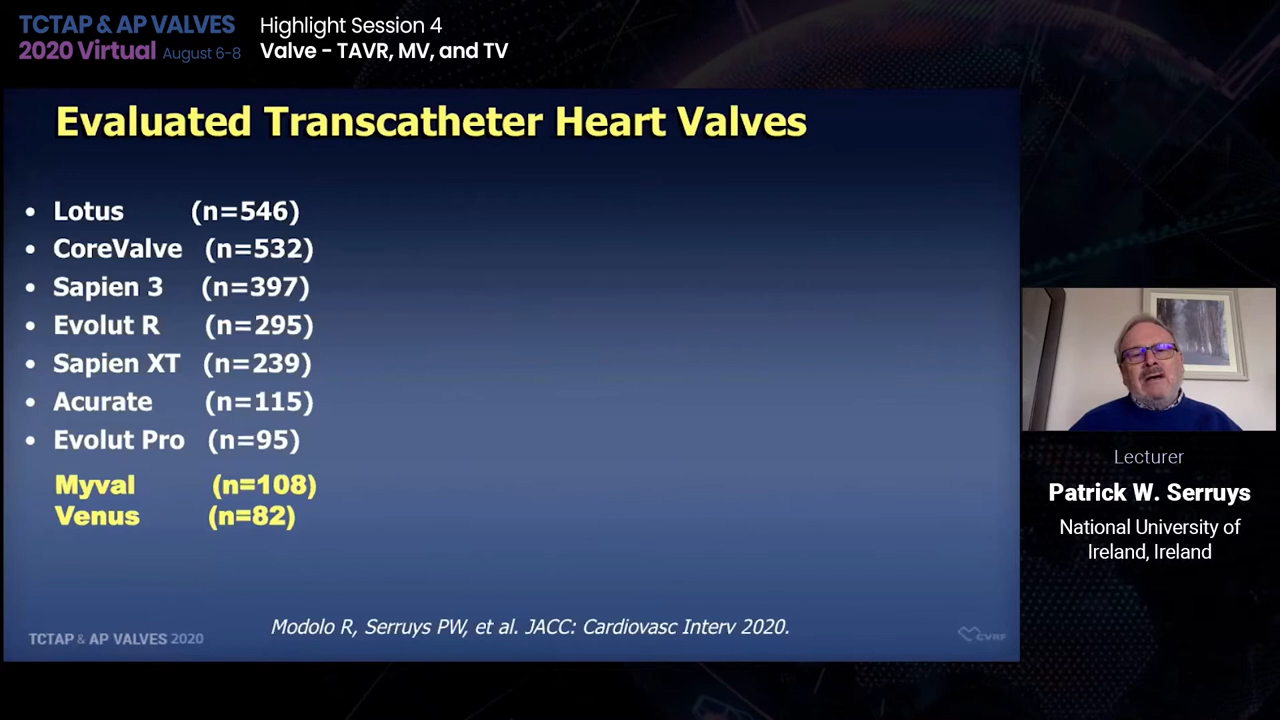 TCTAP & AP VALVES
2020 Virtual August 6-8
Highlight Session 4
Valve - TAVR, MV, and TV
Evaluated Transcatheter Heart Valves
• Lotus (n=546)
• CoreValve (n=532)
• Sapien 3 (n=397)
• Evolut R (n=295)
• Sapien XT (n=239)
• Acurate (n=115)
• Evolut Pro (n=95)
Myval (n=108)
Venus (n=82)
Modolo R, Serruys PW, et al. JACC: Cardiovasc Interv 2020.
TCTAP & AP VALVES 2020
CVRF
Lecturer
Patrick W. Serruys
National University of
Ireland, Ireland